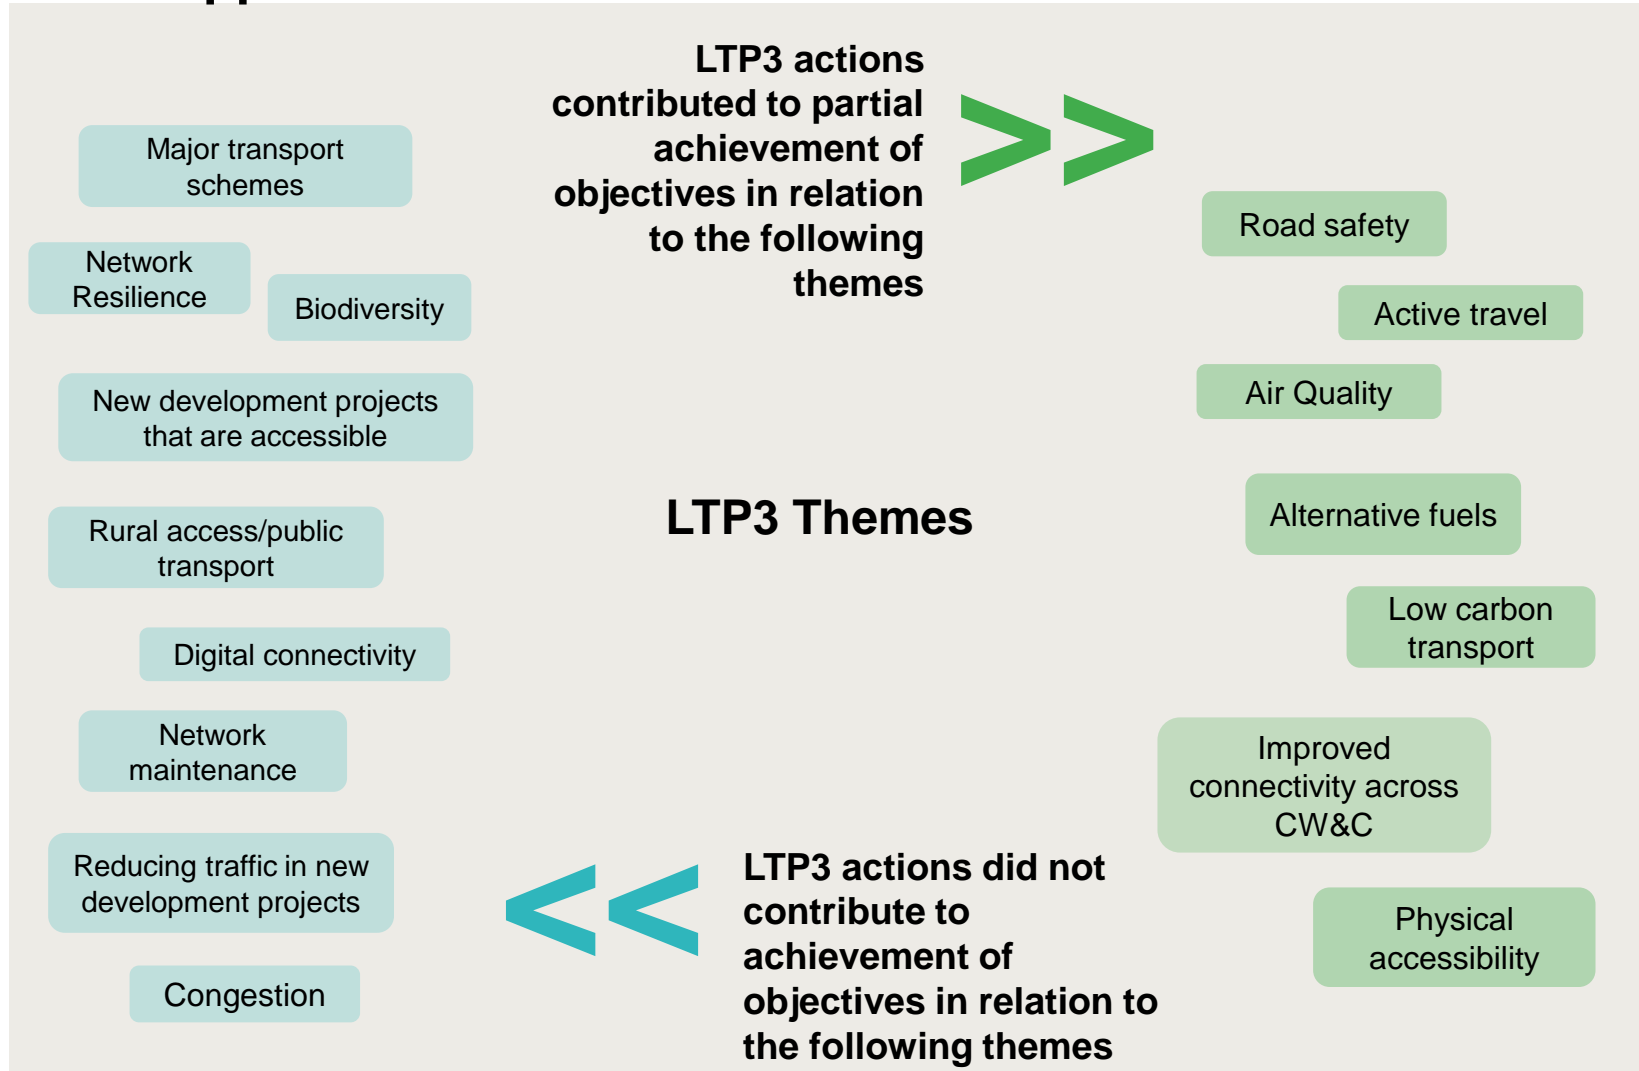 LTP3 actions
contributed to partial
achievement of
objectives in relation
to the following
themes
>>
Road safety
Active travel
Air Quality
Alternative fuels
Low carbon
transport
Improved
connectivity across
CW&C
Physical
accessibility
LTP3 Themes
Major transport
schemes
Network
Resilience
Biodiversity
New development projects
that are accessible
Rural access/public
transport
Digital connectivity
Network
maintenance
Reducing traffic in new
development projects
Congestion
<<
LTP3 actions did not
contribute to
achievement of
objectives in relation to
the following themes